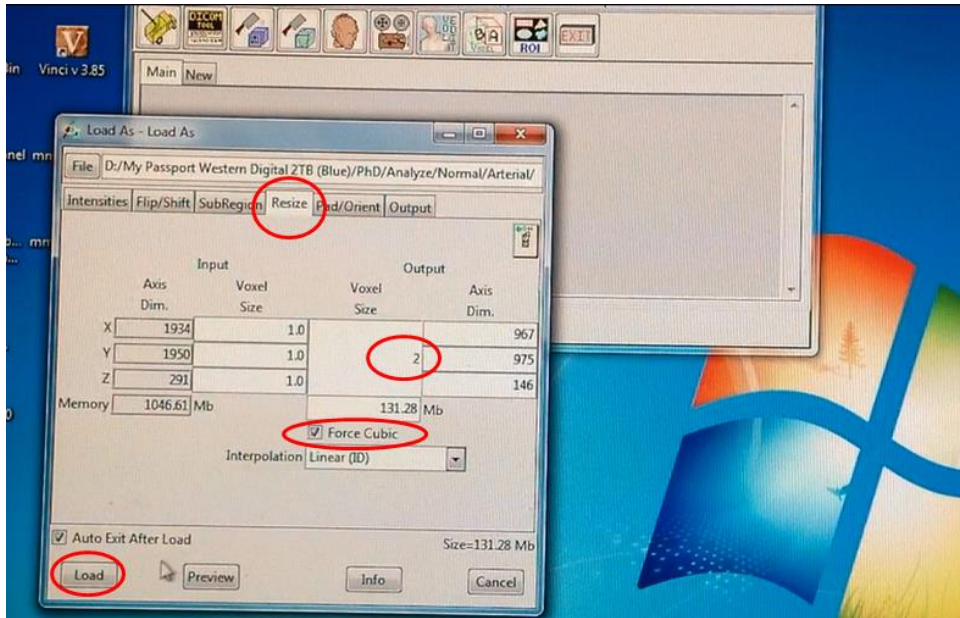 DICOM
TOOL
ROI
EXIT
Vinci v 3.85
Main New
Load As - Load As
File D:/My Passport Western Digital 2TB (Blue)/PhD/Analyze/Normal/Arterial/
Intensities Flip/Shift SubRegion Resize Pad/Orient Output
Input Output
Axis Voxel Voxel Axis
Dim. Size Size Dim.
X 1934 1.0 967
Y 1950 1.0 2 975
Z 291 1.0 146
Memory 1046.61 Mb 131.28 Mb
Force Cubic
Interpolation Linear (ID)
Auto Exit After Load Size=131.28 Mb
Load Preview Info Cancel